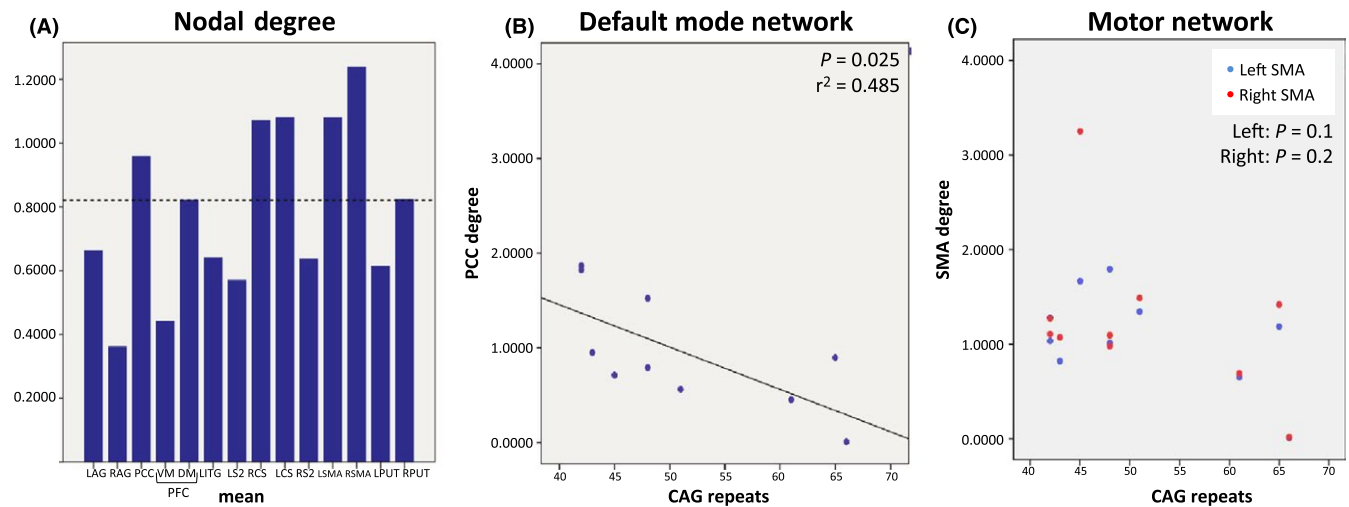 (A) Nodal degree
1.2000
1.0000
0.8000
0.6000
0.4000
0.2000
LAG RAG PCC VM DM LITG LS2 RCS LCS RS2 LSMA RSMA LPUT RPUT
PFC
mean
(B) Default mode network
P = 0.025
r² = 0.485
PCC degree
4.0000
3.0000
2.0000
1.0000
0.0000
40 45 50 55 60 65 70
CAG repeats
(C) Motor network
Left SMA
Right SMA
Left: P = 0.1
Right: P = 0.2
SMA degree
4.0000
3.0000
2.0000
1.0000
0.0000
40 45 50 55 60 65 70
CAG repeats